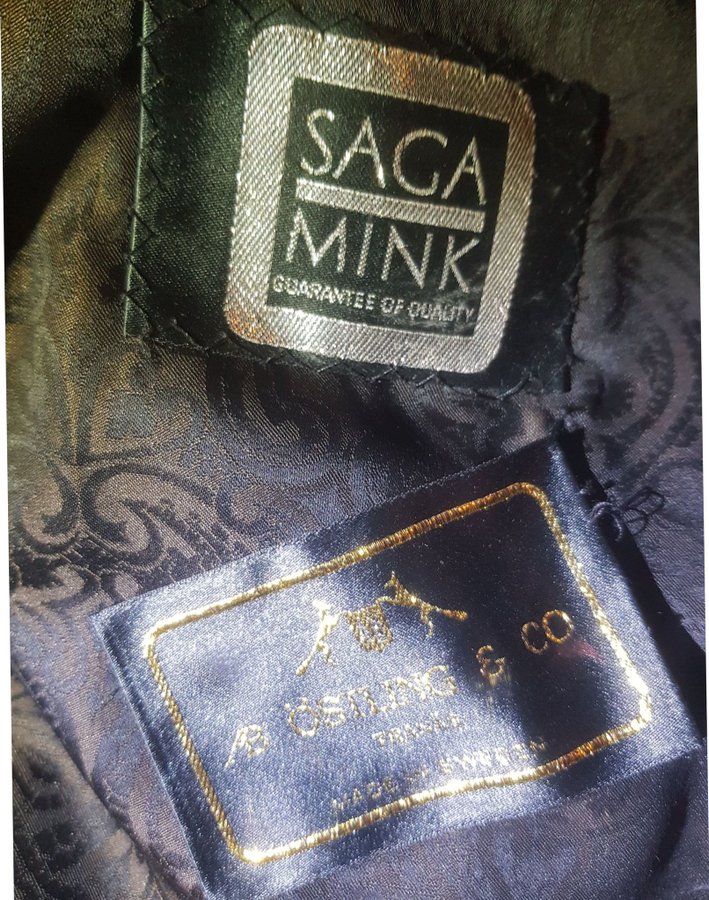 SAGA
MINK
GUARANTEE OF QUALITY
AB ÖSTLING & CO
MADE IN SWEDEN